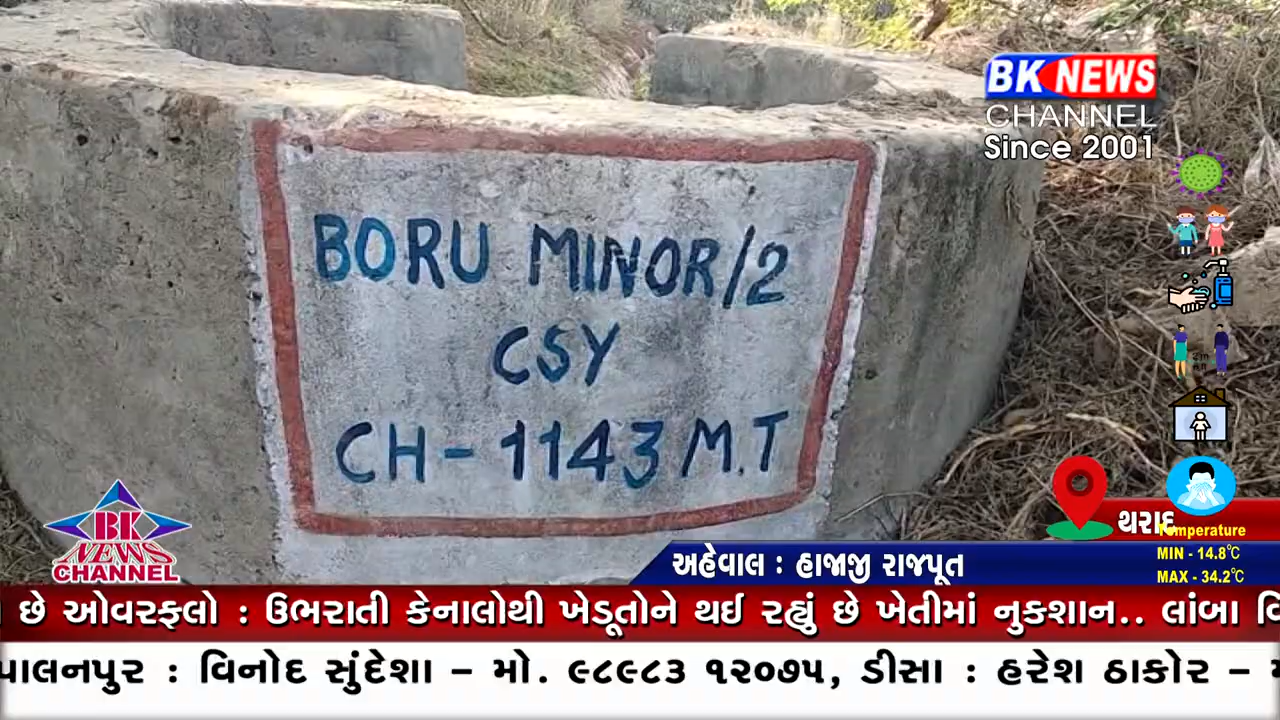 BK NEWS
CHANNEL
Since 2001
BORU MINOR/2
CSY
CH-1143 M.T
BK
NEWS
CHANNEL
થરાદ
Temperature
MIN - 14.8℃
MAX - 34.2℃
અહેવાલ : હાજાજી રાજપૂત
છે ઓવરફ્લો : ઉભરાતી કેનાલોથી ખેડૂતોને થઈ રહ્યું છે ખેતીમાં નુકશાન.. લાંબા
પાલનપુર : વિનોદ સુંદેશા – મો. ૯૮૯૮૩ ૧૨૦૭૫, ડીસા : હરેશ ઠાકોર –